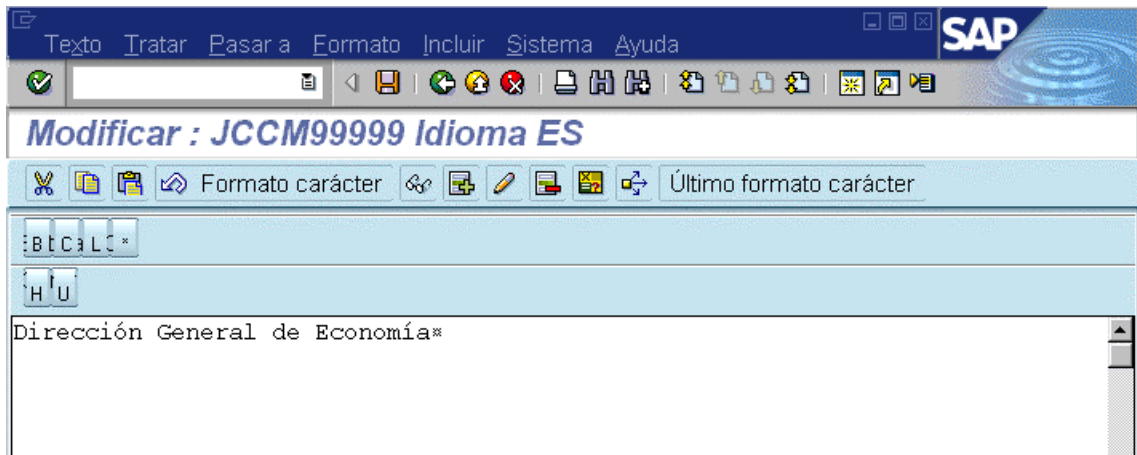 Texto Tratar Pasar a Formato Incluir Sistema Ayuda
SAP
Modificar : JCCM99999 Idioma ES
Formato carácter Último formato carácter
B C L
H U
Dirección General de Economía¤